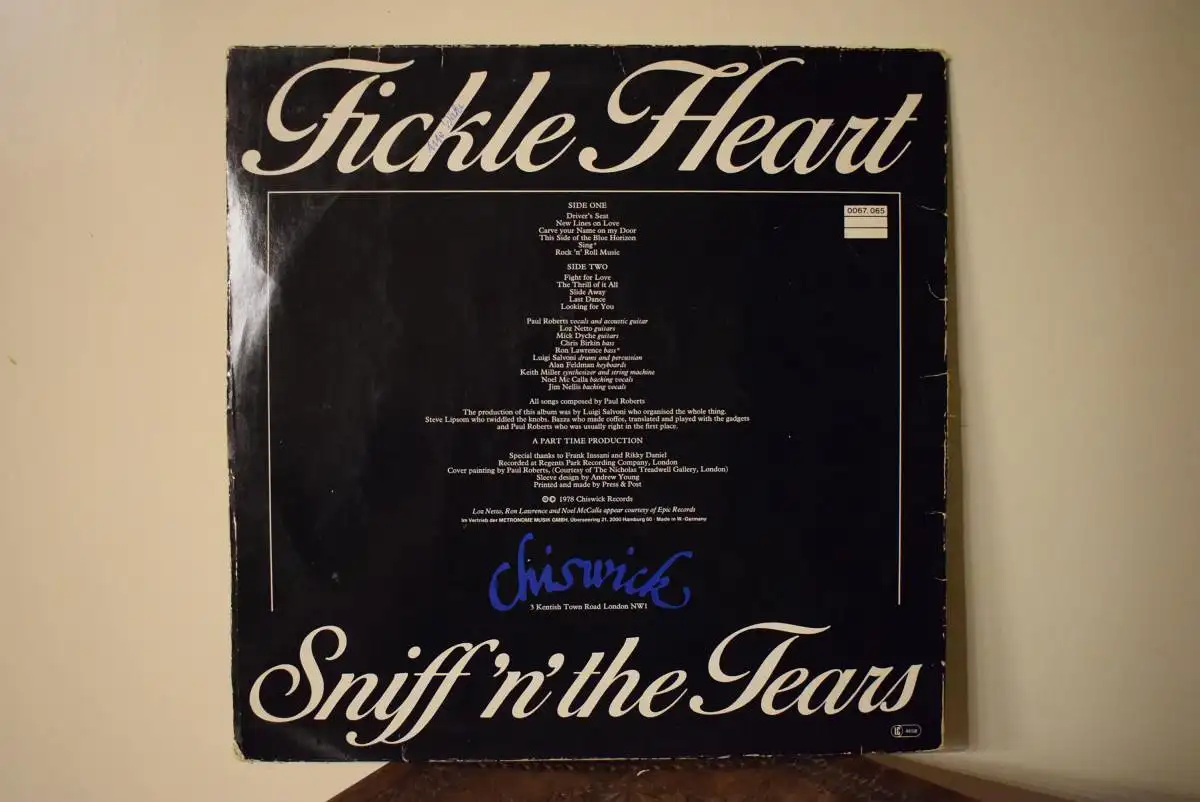 Fickle Heart
0067.065
SIDE ONE
Driver's Seat
New Lines on Love
Carve your Name on my Door
This Side of the Blue Horizon
Sing*
Rock 'n' Roll Music
SIDE TWO
Fight for Love
The Thrill of it All
Slide Away
Last Dance
Looking for You
Paul Roberts vocals and acoustic guitar
Loz Netto guitars
Mick Dyche guitars
Chris Birkin bass
Ron Lawrence bass*
Luigi Salvoni drums and percussion
Alan Feldman keyboards
Keith Miller synthesizer and string machine
Noel Mc Calla backing vocals
Jim Nellis backing vocals
All songs composed by Paul Roberts
The production of this album was by Luigi Salvoni who organised the whole thing.
Steve Lipsom who twiddled the knobs. Bazza who made coffee, translated and played with the gadgets
and Paul Roberts who was usually right in the first place.
A PART TIME PRODUCTION
Special thanks to Frank Inssani and Rikky Daniel
Recorded at Regents Park Recording Company, London
Cover painting by Paul Roberts, (Courtesy of The Nicholas Treadwell Gallery, London)
Sleeve design by Andrew Young
Printed and made by Press & Post
©℗ 1978 Chiswick Records
Loz Netto, Ron Lawrence and Noel McCalla appear courtesy of Epic Records
Im Vertrieb der METRONOME MUSIK GMBH, Überseering 21, 2000 Hamburg 60 · Made in W.-Germany
chiswick
3 Kentish Town Road London NW1
Sniff 'n' the Tears
LC